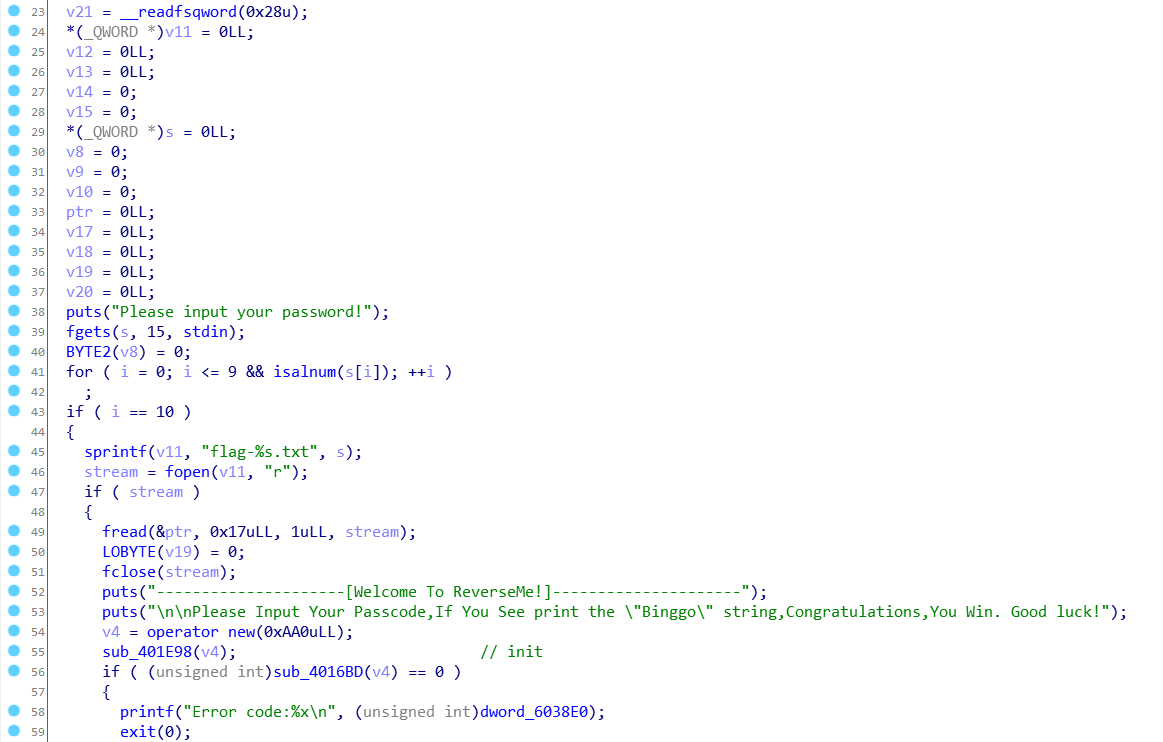 23 v21 = __readfsqword(0x28u);
24 *(_QWORD *)v11 = 0LL;
25 v12 = 0LL;
26 v13 = 0LL;
27 v14 = 0;
28 v15 = 0;
29 *(_QWORD *)s = 0LL;
30 v8 = 0;
31 v9 = 0;
32 v10 = 0;
33 ptr = 0LL;
34 v17 = 0LL;
35 v18 = 0LL;
36 v19 = 0LL;
37 v20 = 0LL;
38 puts("Please input your password!");
39 fgets(s, 15, stdin);
40 BYTE2(v8) = 0;
41 for ( i = 0; i <= 9 && isalnum(s[i]); ++i )
42 ;
43 if ( i == 10 )
44 {
45 sprintf(v11, "flag-%s.txt", s);
46 stream = fopen(v11, "r");
47 if ( stream )
48 {
49 fread(&ptr, 0x17uLL, 1uLL, stream);
50 LOBYTE(v19) = 0;
51 fclose(stream);
52 puts("---------------------[Welcome To ReverseMe!]---------------------");
53 puts("\n\nPlease Input Your Passcode,If You See print the \"Binggo\" string,Congratulations,You Win. Good luck!");
54 v4 = operator new(0xAA0uLL);
55 sub_401E98(v4); // init
56 if ( (unsigned int)sub_4016BD(v4) == 0 )
57 {
58 printf("Error code:%x\n", (unsigned int)dword_6038E0);
59 exit(0);